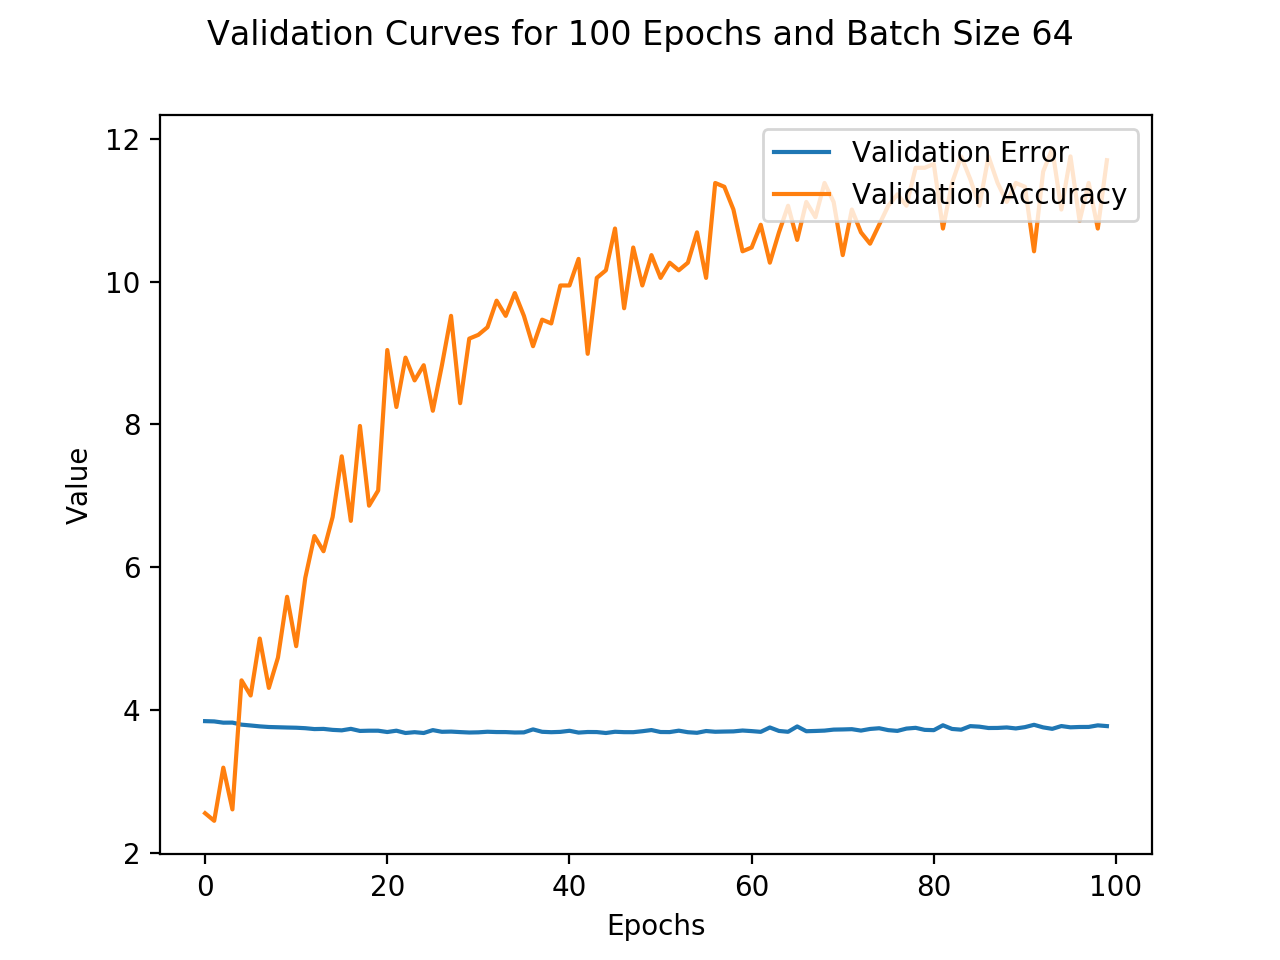 Validation Curves for 100 Epochs and Batch Size 64
12
10
8
6
4
2
Value
Validation Error
Validation Accuracy
0 20 40 60 80 100
Epochs